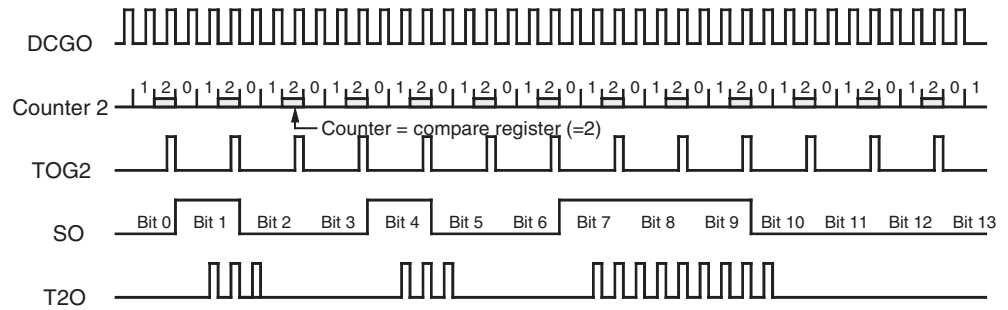 DCGO
1 2 0 1 2 0 1 2 0 1 2 0 1 2 0 1 2 0 1 2 0 1 2 0 1 2 0 1 2 0 1 2 0 1 2 0 1 2 0 1
Counter 2
Counter = compare register (=2)
TOG2
SO Bit 0 Bit 1 Bit 2 Bit 3 Bit 4 Bit 5 Bit 6 Bit 7 Bit 8 Bit 9 Bit 10 Bit 11 Bit 12 Bit 13
T2O